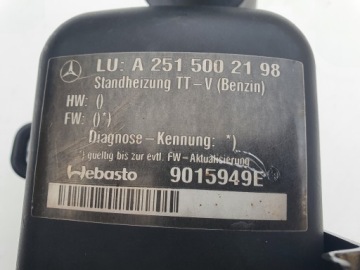 LU: A 251 500 21 98
Standheizung TT-V (Benzin)
HW: ()
FW: ()*)
Diagnose-Kennung: *)
*) gueltig bis zur evtl. FW-Aktualisierung
Webasto 9015949E